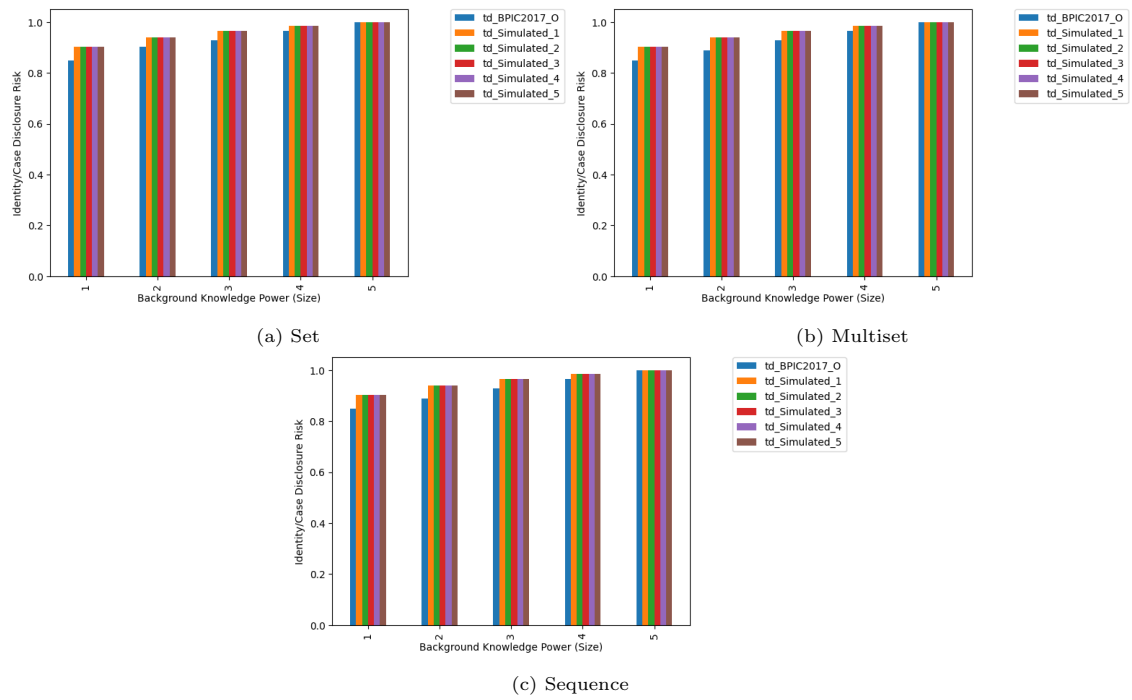 1.0
0.8
0.6
0.4
0.2
0.0
Identity/Case Disclosure Risk
1 2 3 4 5
Background Knowledge Power (Size)
td_BPIC2017_O
td_Simulated_1
td_Simulated_2
td_Simulated_3
td_Simulated_4
td_Simulated_5
(a) Set
1.0
0.8
0.6
0.4
0.2
0.0
Identity/Case Disclosure Risk
1 2 3 4 5
Background Knowledge Power (Size)
td_BPIC2017_O
td_Simulated_1
td_Simulated_2
td_Simulated_3
td_Simulated_4
td_Simulated_5
(b) Multiset
1.0
0.8
0.6
0.4
0.2
0.0
Identity/Case Disclosure Risk
1 2 3 4 5
Background Knowledge Power (Size)
td_BPIC2017_O
td_Simulated_1
td_Simulated_2
td_Simulated_3
td_Simulated_4
td_Simulated_5
(c) Sequence